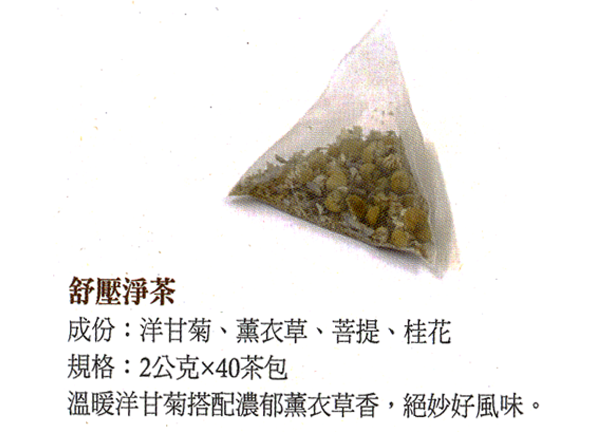 舒壓淨茶
成份：洋甘菊、薰衣草、菩提、桂花
規格：2公克×40茶包
溫暖洋甘菊搭配濃郁薰衣草香，絕妙好風味。